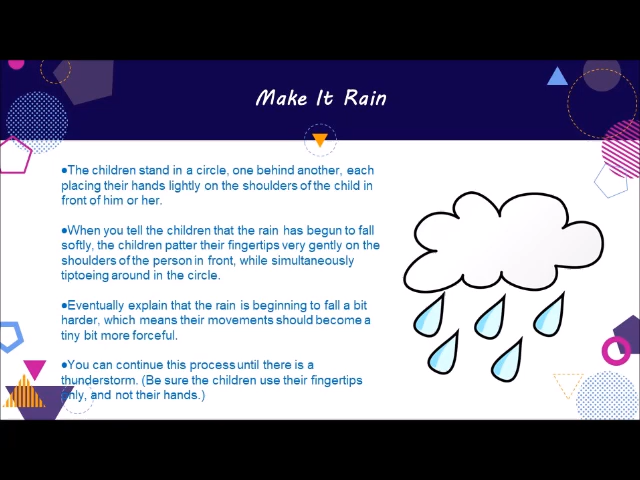 Make It Rain
•The children stand in a circle, one behind another, each
placing their hands lightly on the shoulders of the child in
front of him or her.
•When you tell the children that the rain has begun to fall
softly, the children patter their fingertips very gently on the
shoulders of the person in front, while simultaneously
tiptoeing around in the circle.
•Eventually explain that the rain is beginning to fall a bit
harder, which means their movements should become a
tiny bit more forceful.
•You can continue this process until there is a
thunderstorm. (Be sure the children use their fingertips
only, and not their hands.)